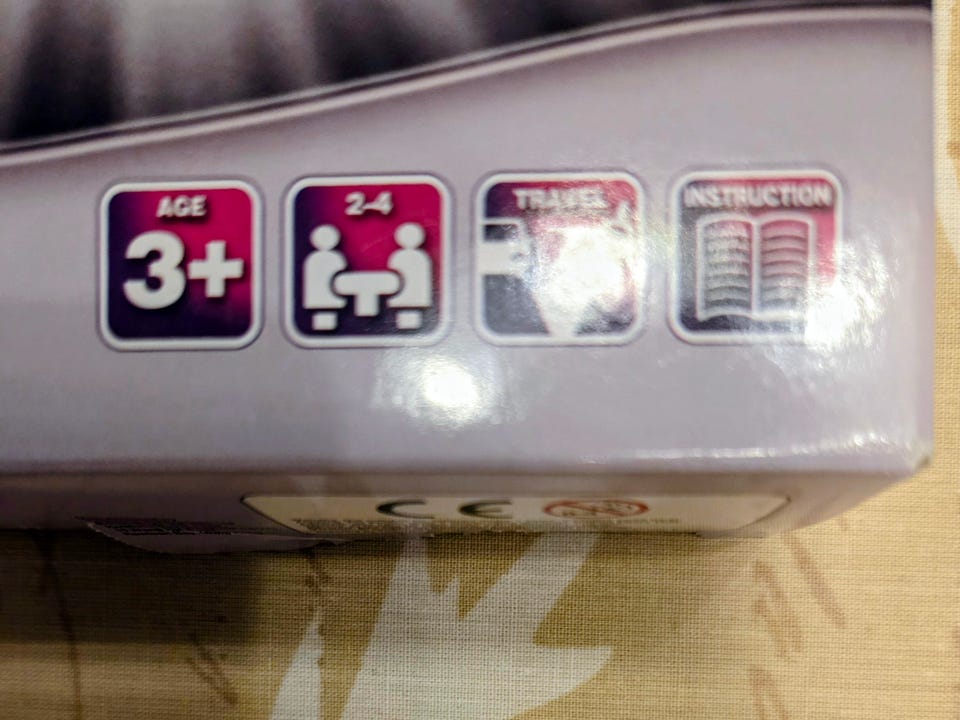 AGE
3+
2-4
TRAVEL
INSTRUCTION
CE